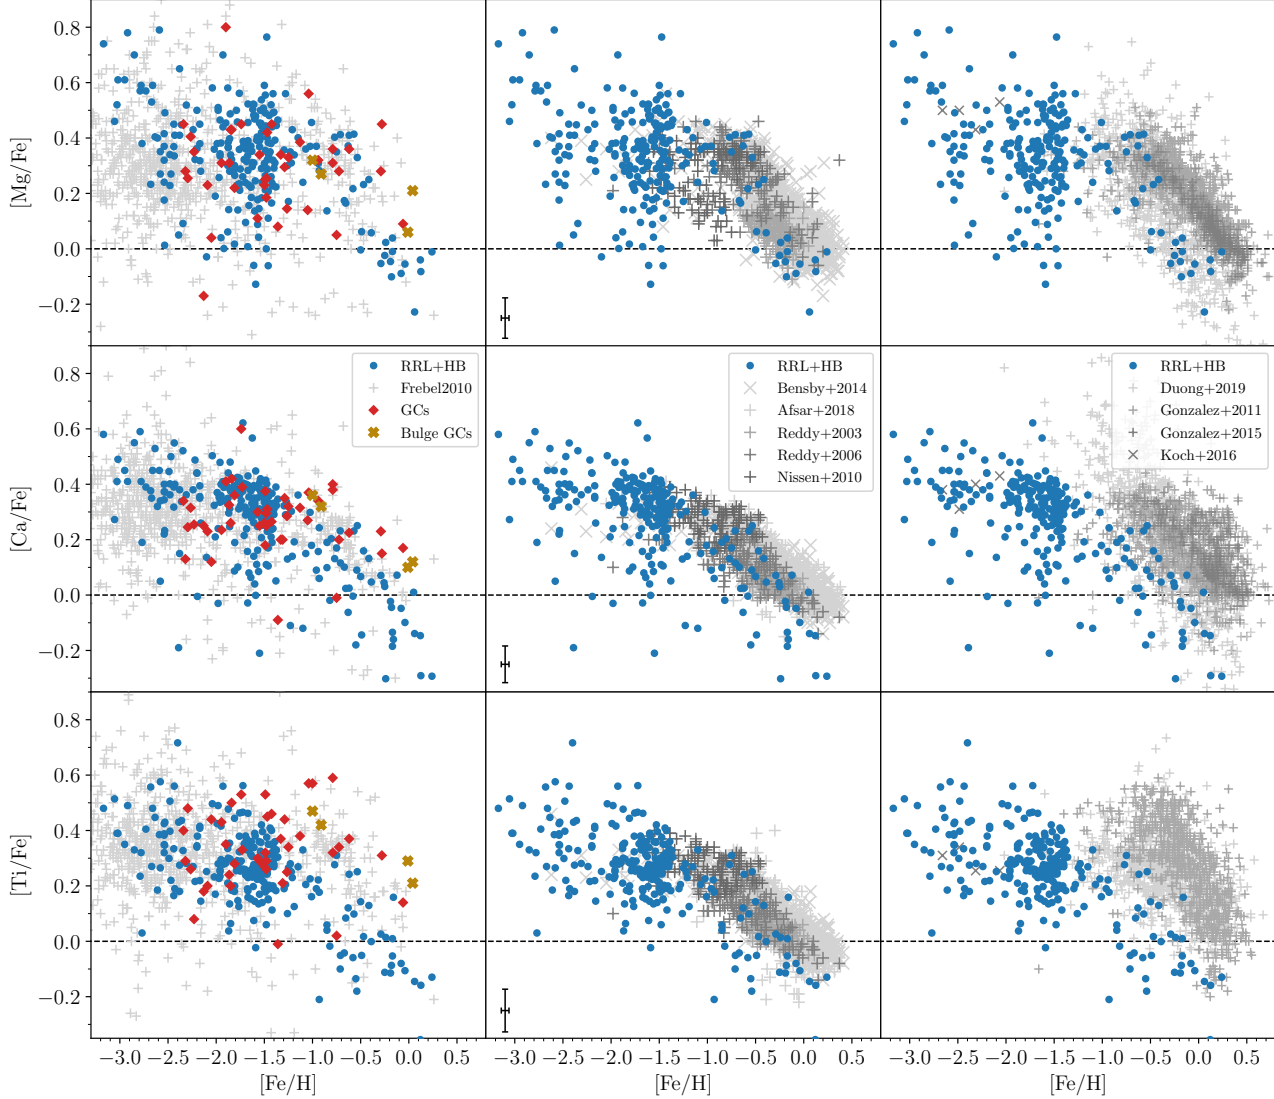 0.8
0.6
0.4
0.2
0.0
−0.2
[Mg/Fe]
0.8
0.6
0.4
0.2
0.0
−0.2
[Ca/Fe]
RRL+HB
Frebel2010
GCs
Bulge GCs
RRL+HB
Bensby+2014
Afsar+2018
Reddy+2003
Reddy+2006
Nissen+2010
RRL+HB
Duong+2019
Gonzalez+2011
Gonzalez+2015
Koch+2016
0.8
0.6
0.4
0.2
0.0
−0.2
[Ti/Fe]
−3.0 −2.5 −2.0 −1.5 −1.0 −0.5 0.0 0.5
[Fe/H]
−3.0 −2.5 −2.0 −1.5 −1.0 −0.5 0.0 0.5
[Fe/H]
−3.0 −2.5 −2.0 −1.5 −1.0 −0.5 0.0 0.5
[Fe/H]